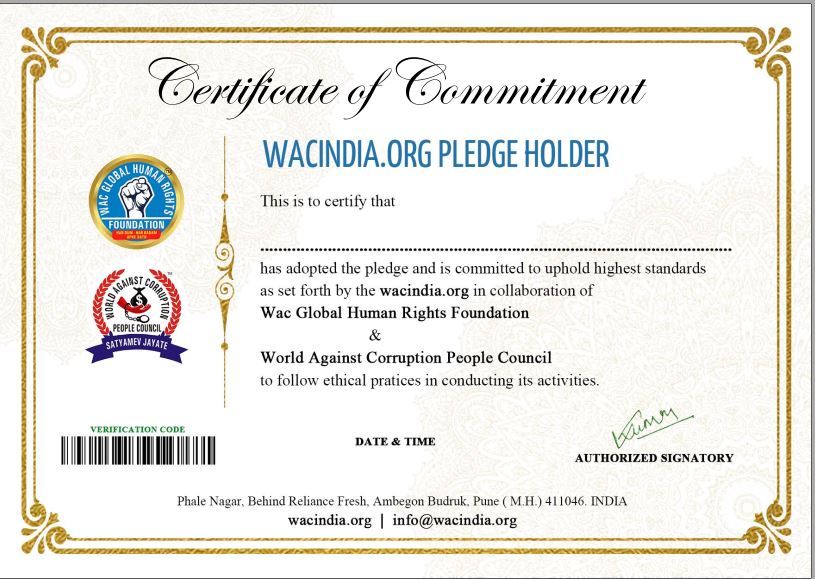 Certificate of Commitment
WACINDIA.ORG PLEDGE HOLDER
This is to certify that
has adopted the pledge and is committed to uphold highest standards
as set forth by the wacindia.org in collaboration of
Wac Global Human Rights Foundation
&
World Against Corruption People Council
to follow ethical pratices in conducting its activities.
WAC GLOBAL HUMAN RIGHTS
FOUNDATION
WORLD AGAINST CORRUPTION
PEOPLE COUNCIL
SATYAMEV JAYATE
VERIFICATION CODE
DATE & TIME
AUTHORIZED SIGNATORY
Phale Nagar, Behind Reliance Fresh, Ambegon Budruk, Pune ( M.H.) 411046. INDIA
wacindia.org | info@wacindia.org